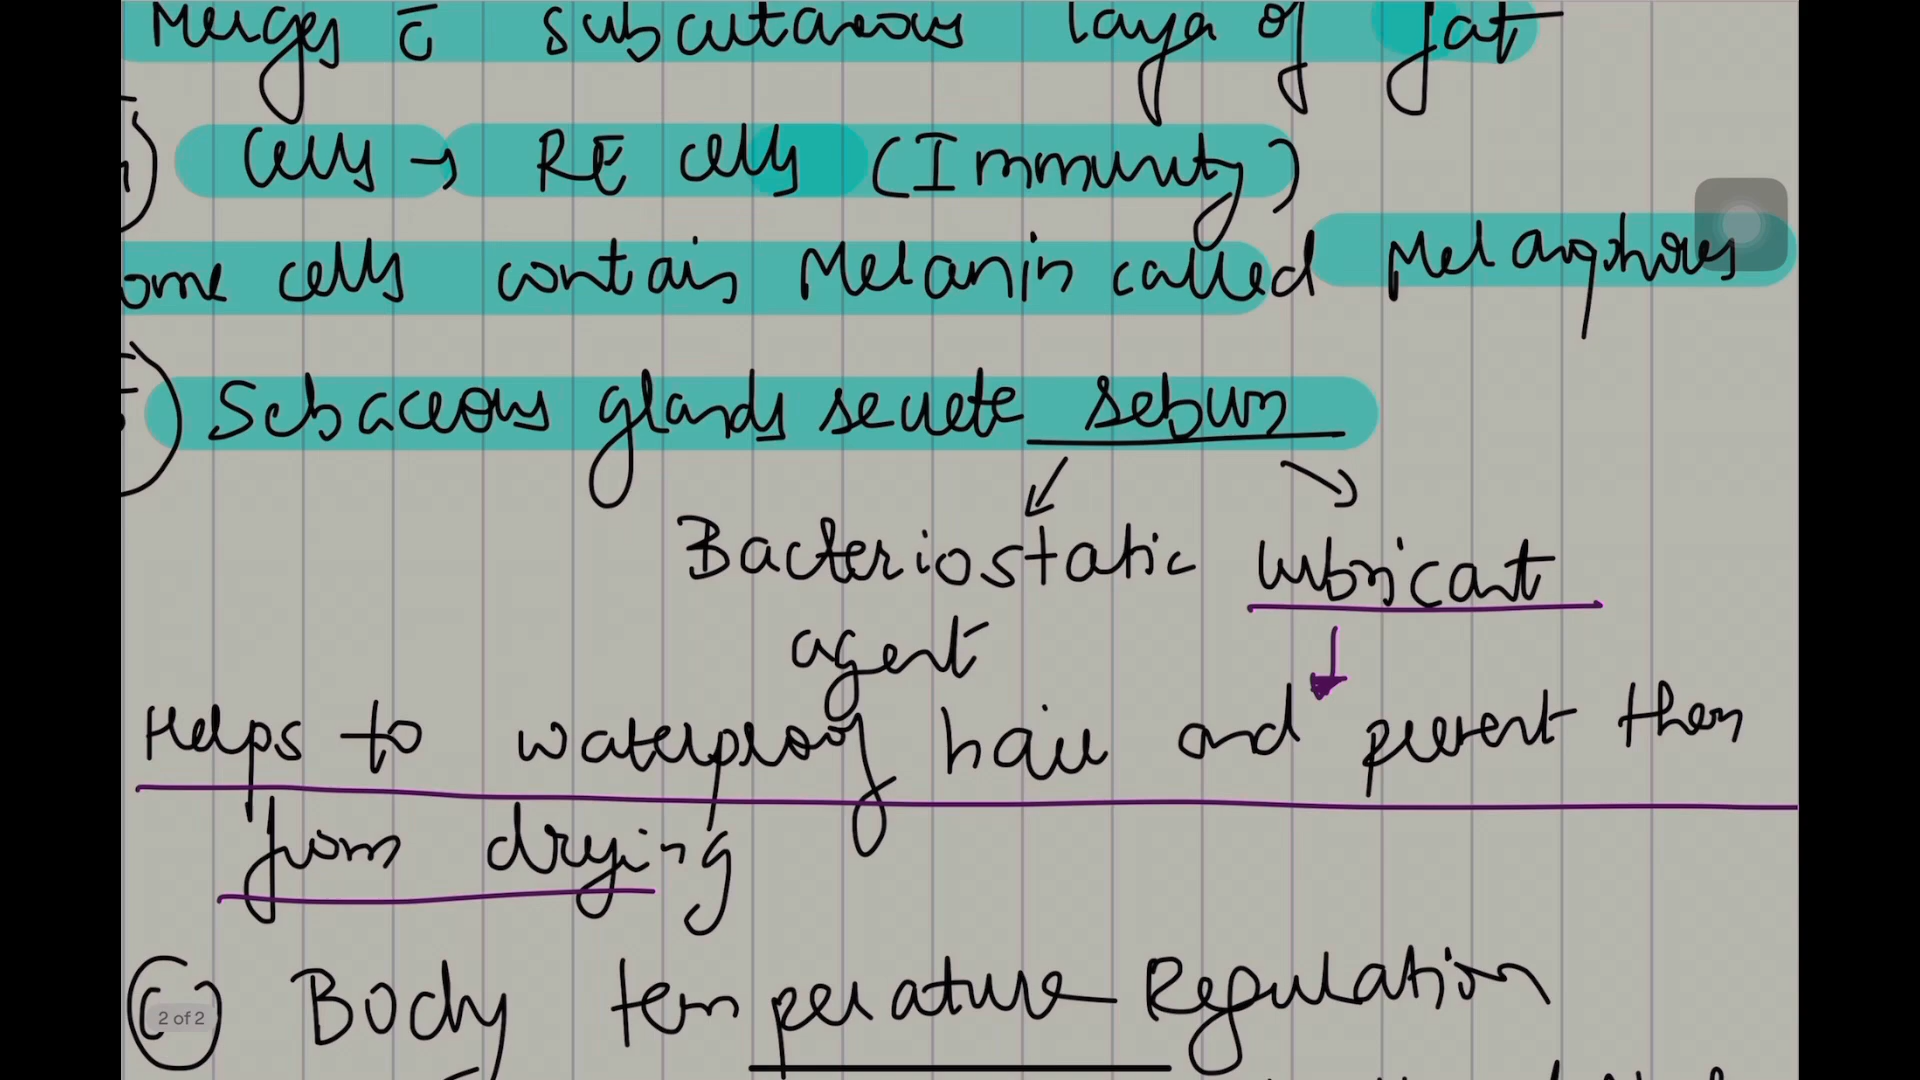 Merges c̄ subcutaneous layer of fat
Cells → RE cells (Immunity)
ome cells contain Melanin called Melanophores
Sebaceous glands secrete sebum
Bacteriostatic lubricant
agent
Helps to waterproof hair and prevent them
from drying
(C) Body temperature Regulation
2 of 2